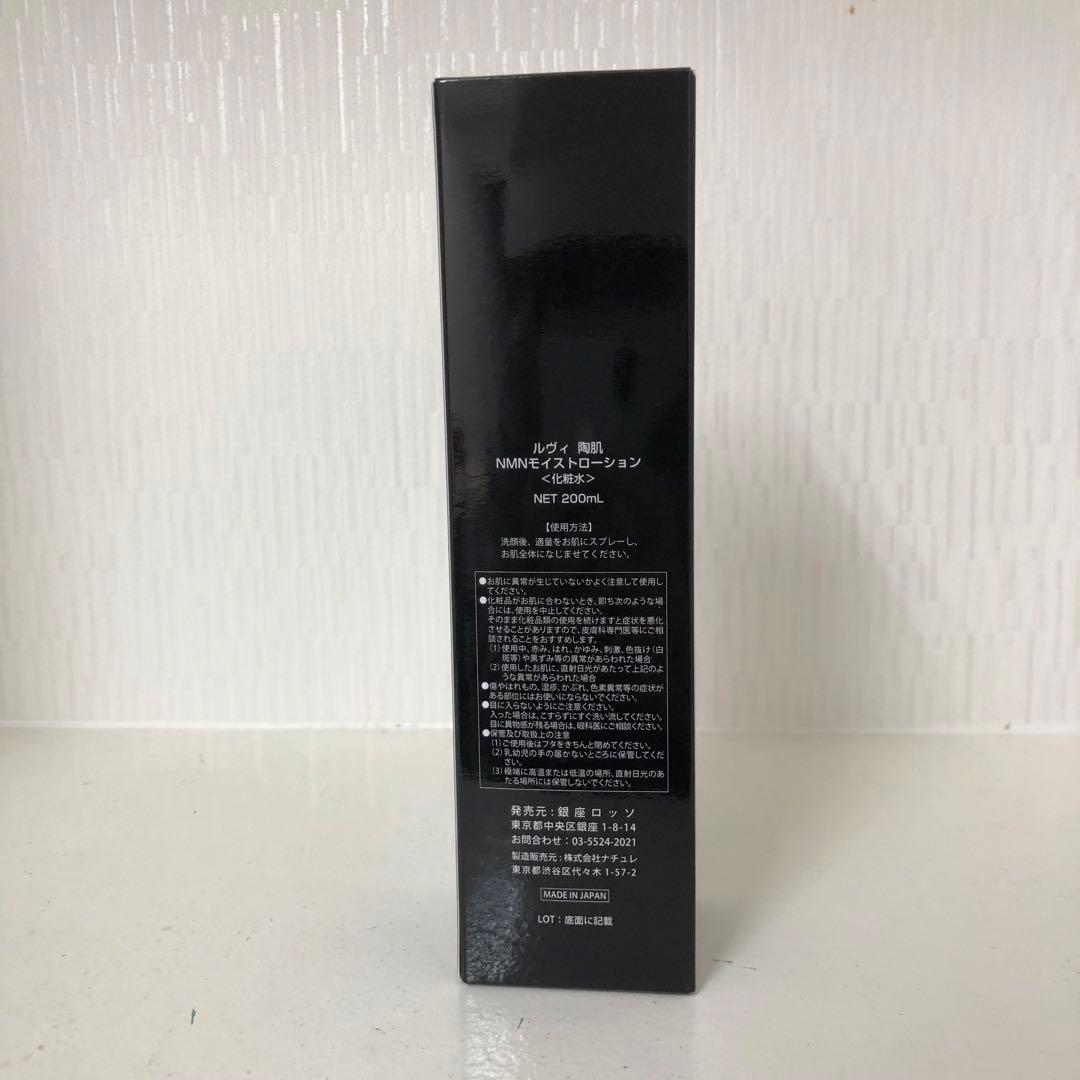 ルヴィ 陶肌
NMNモイストローション
＜化粧水＞
NET 200mL
【使用方法】
洗顔後、適量をお肌にスプレーし、
お肌全体になじませてください。
●お肌に異常が生じていないかよく注意して使用し
てください。
●化粧品がお肌に合わないとき、即ち次のような場
合には、使用を中止してください。
そのまま化粧品類の使用を続けますと症状を悪化
させることがありますので、皮膚科専門医等にご相
談されることをおすすめします。
（1）使用中、赤み、はれ、かゆみ、刺激、色抜け（白
斑等）や黒ずみ等の異常があらわれた場合
（2）使用したお肌に、直射日光があたって上記のよ
うな異常があらわれた場合
●傷やはれもの、湿疹、かぶれ、色素異常等の症状が
ある部位にはお使いにならないでください。
●目に入らないようにご注意ください。
入った場合は、こすらずにすぐ洗い流してください。
目に異物感が残る場合は、眼科医にご相談ください。
●保管及び取扱上の注意
（1）ご使用後はフタをきちんと閉めてください。
（2）乳幼児の手の届かないところに保管してくだ
さい。
（3）極端に高温または低温の場所、直射日光のあ
たる場所には保管しないでください。
発売元：銀座ロッソ
東京都中央区銀座1-8-14
お問合わせ：03-5524-2021
製造販売元：株式会社ナチュレ
東京都渋谷区代々木1-57-2
MADE IN JAPAN
LOT：底面に記載